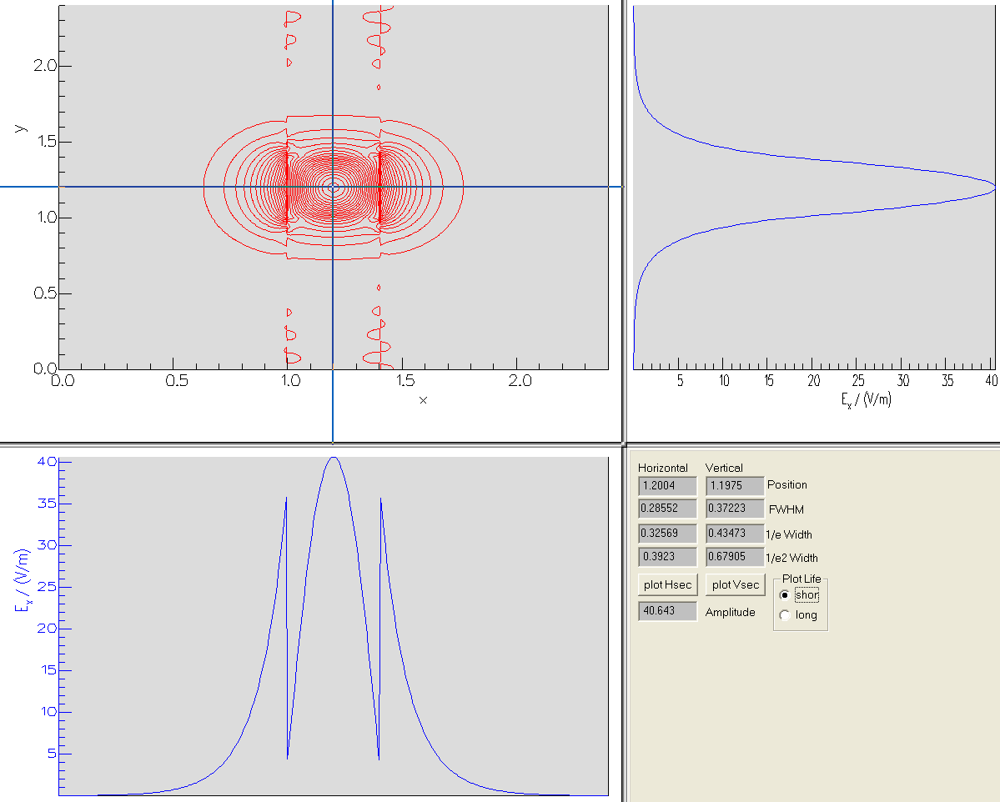 2.0
y
1.5
1.0
0.5
0.0
0.0 0.5 1.0 1.5 2.0
x
5 10 15 20 25 30 35 40
Ex / (V/m)
40
35
30
25
20
15
10
5
Ex / (V/m)
Horizontal Vertical
1.2004 1.1975 Position
0.28552 0.37223 FWHM
0.32569 0.43473 1/e Width
0.3923 0.67905 1/e2 Width
plot Hsec plot Vsec Plot Life
shor
40.643 Amplitude long